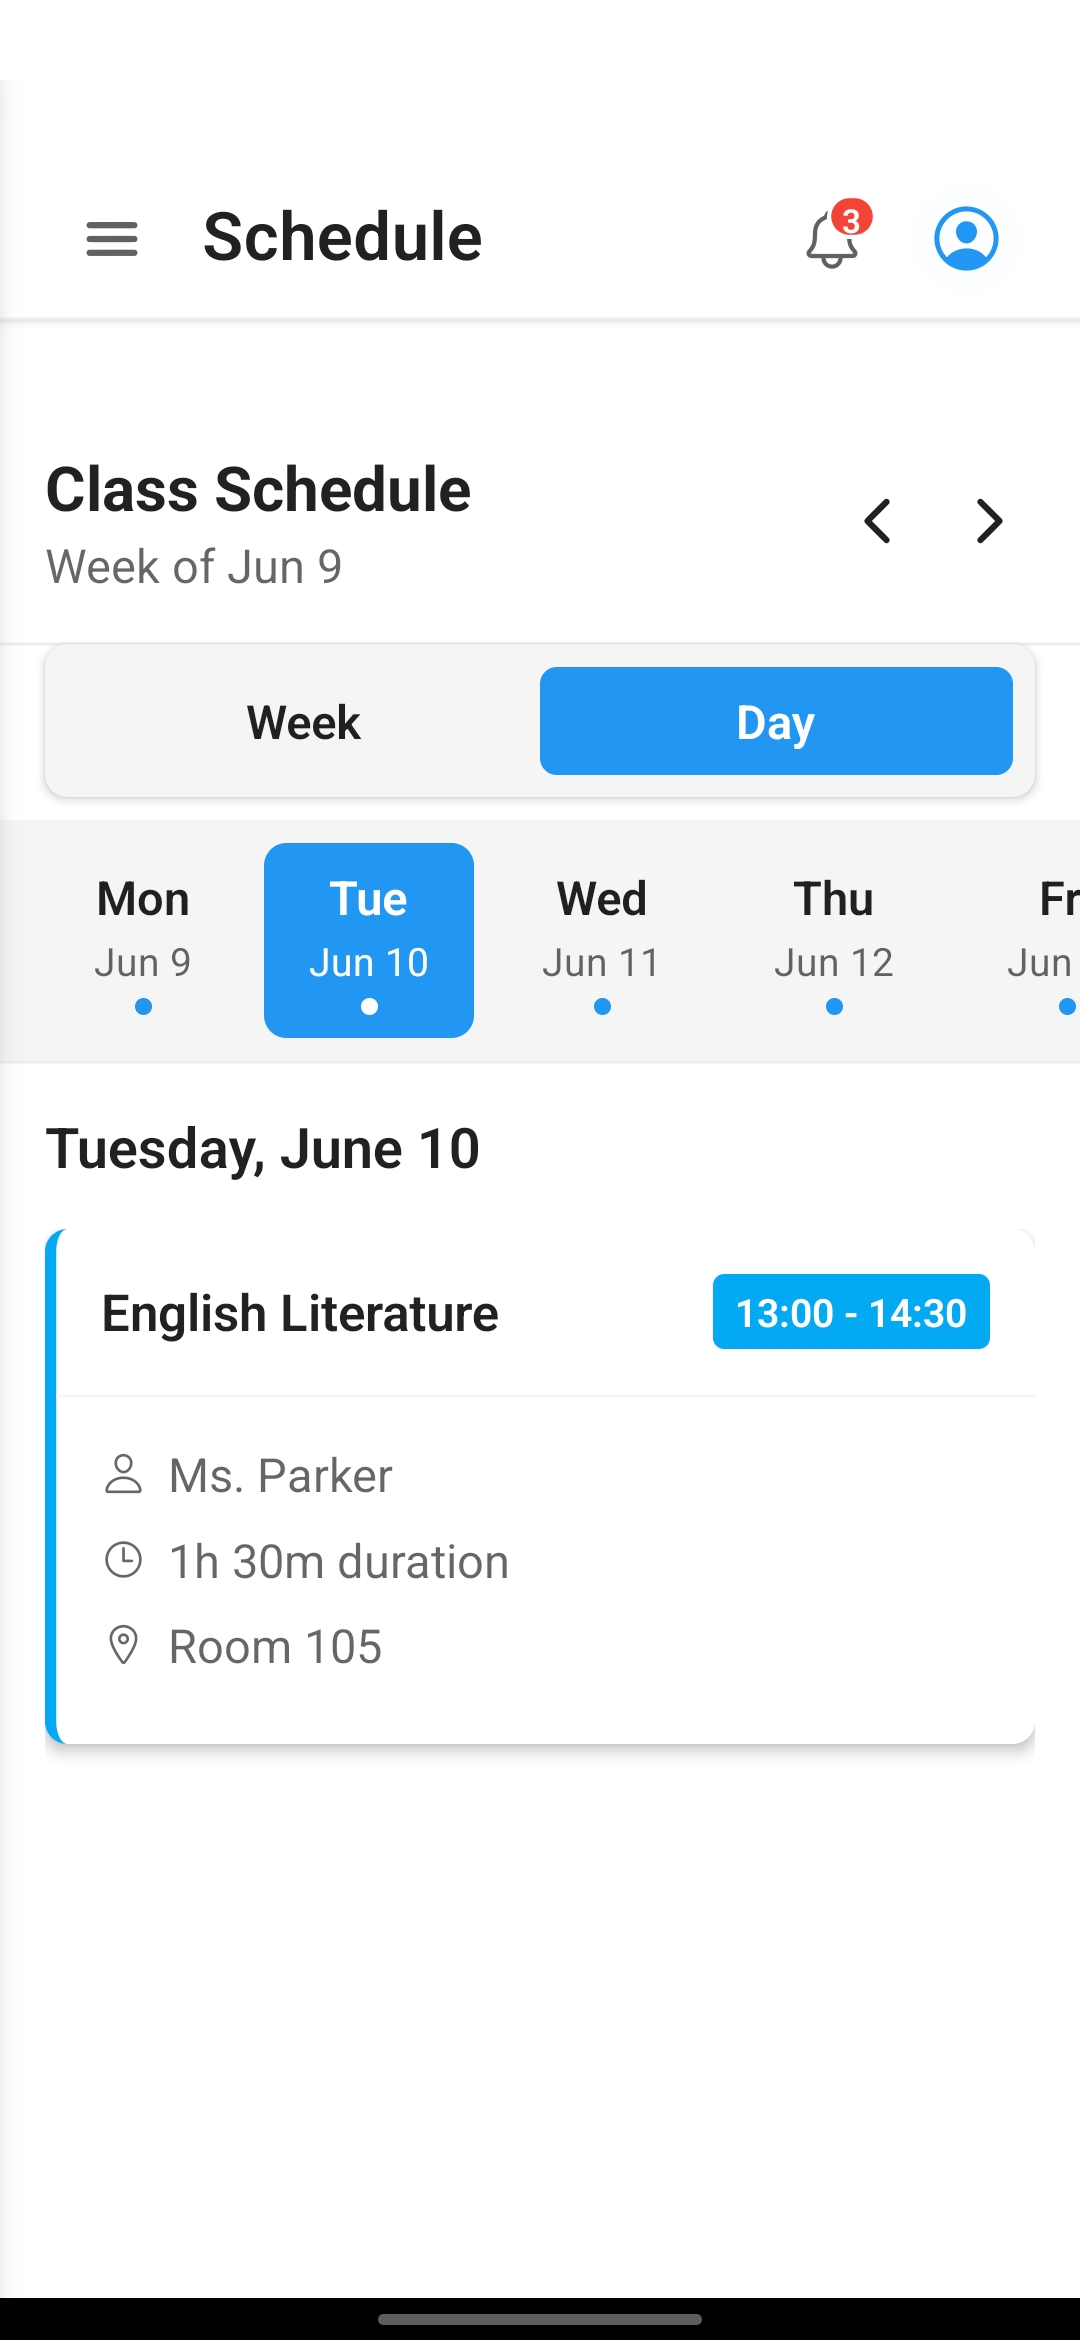 Schedule
3
Class Schedule
Week of Jun 9
Week
Day
Mon
Tue
Wed
Thu
Fr
Jun 9
Jun 10
Jun 11
Jun 12
Jun
Tuesday, June 10
English Literature
13:00 - 14:30
Ms. Parker
1h 30m duration
Room 105